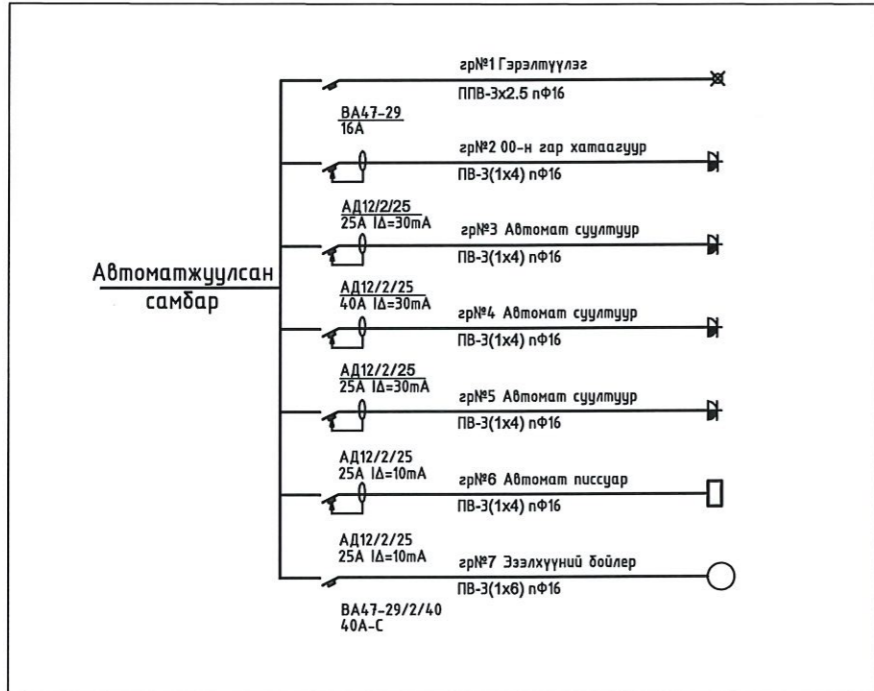 гр№1 Гэрэлтүүлэг
ППВ-3х2.5 пФ16
ВА47-29
16А
гр№2 00-н гар хатаагуур
ПВ-3(1х4) пФ16
АД12/2/25
25А IΔ=30mA
гр№3 Автомат суултуур
ПВ-3(1х4) пФ16
Автоматжуулсан
самбар
АД12/2/25
40А IΔ=30mA
гр№4 Автомат суултуур
ПВ-3(1х4) пФ16
АД12/2/25
25А IΔ=30mA
гр№5 Автомат суултуур
ПВ-3(1х4) пФ16
АД12/2/25
25А IΔ=10mA
гр№6 Автомат писсуар
ПВ-3(1х4) пФ16
АД12/2/25
25А IΔ=10mA
гр№7 Эзэлхүүний бойлер
ПВ-3(1х6) пФ16
ВА47-29/2/40
40А-С